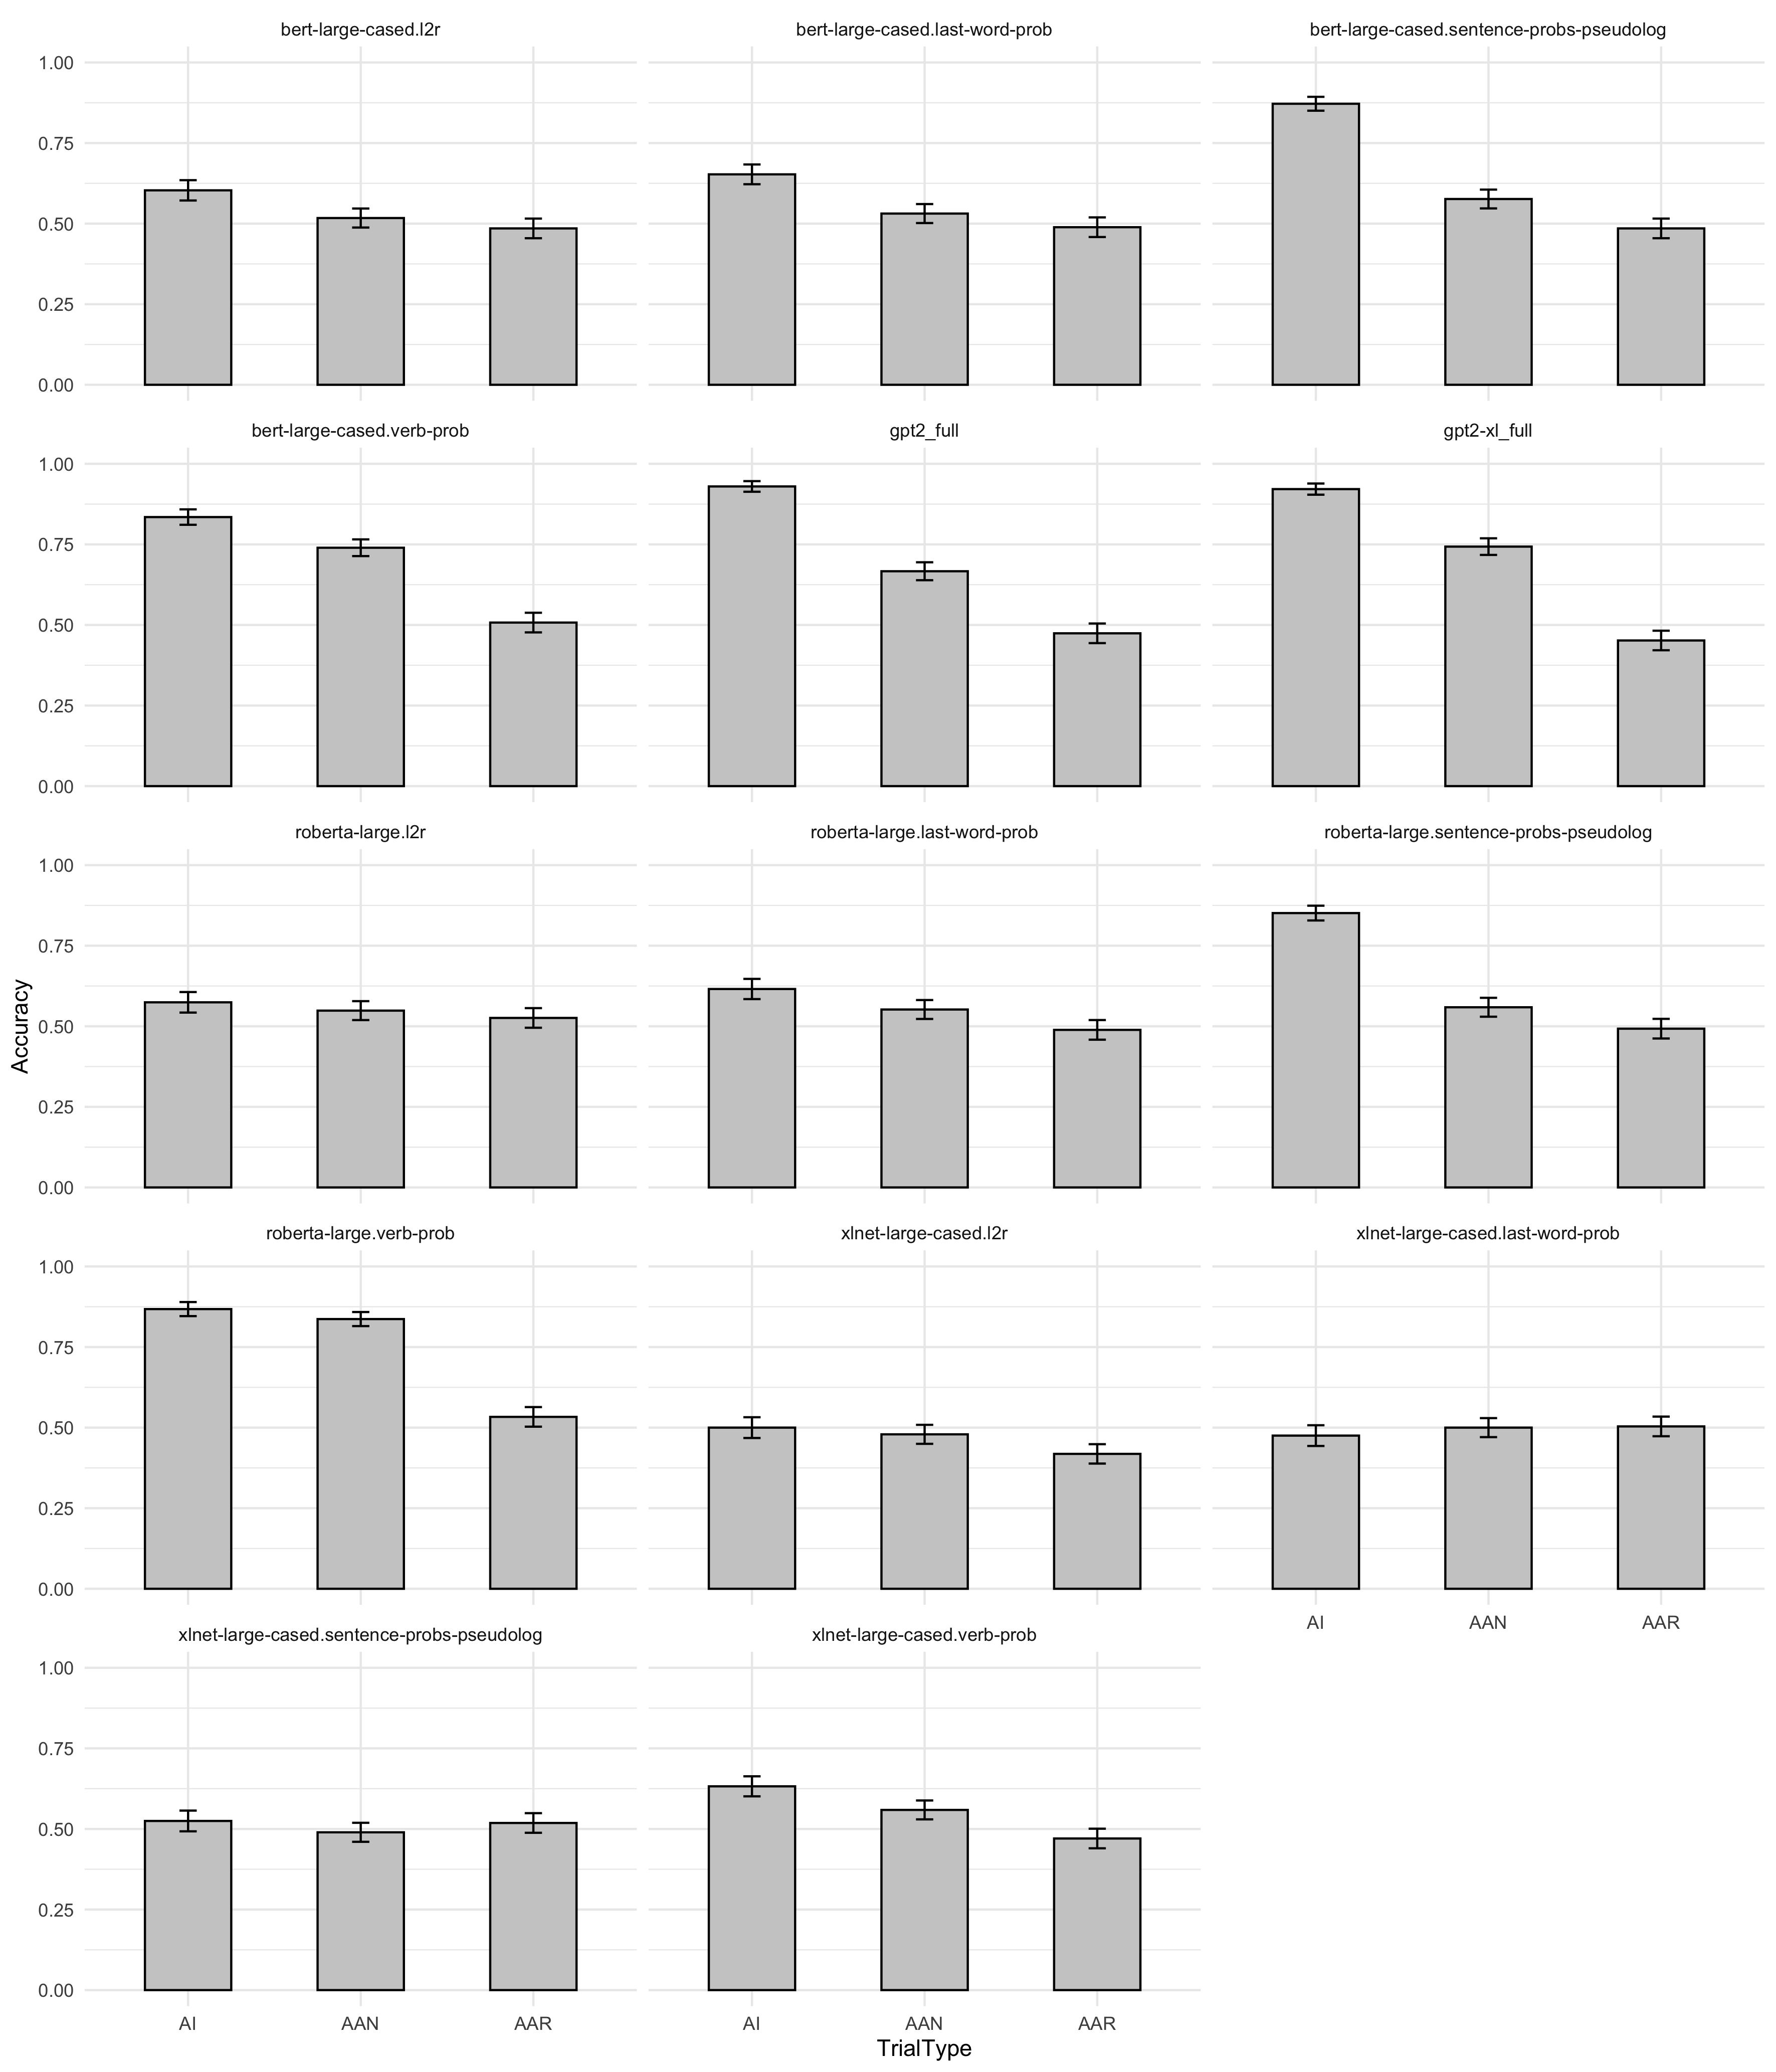 bert-large-cased.l2r bert-large-cased.last-word-prob bert-large-cased.sentence-probs-pseudolog
1.00
0.75
0.50
0.25
0.00
bert-large-cased.verb-prob gpt2_full gpt2-xl_full
1.00
0.75
0.50
0.25
0.00
roberta-large.l2r roberta-large.last-word-prob roberta-large.sentence-probs-pseudolog
1.00
0.75
Accuracy
0.50
0.25
0.00
roberta-large.verb-prob xlnet-large-cased.l2r xlnet-large-cased.last-word-prob
1.00
0.75
0.50
0.25
0.00
AI AAN AAR
xlnet-large-cased.sentence-probs-pseudolog xlnet-large-cased.verb-prob
1.00
0.75
0.50
0.25
0.00
AI AAN AAR AI AAN AAR
TrialType